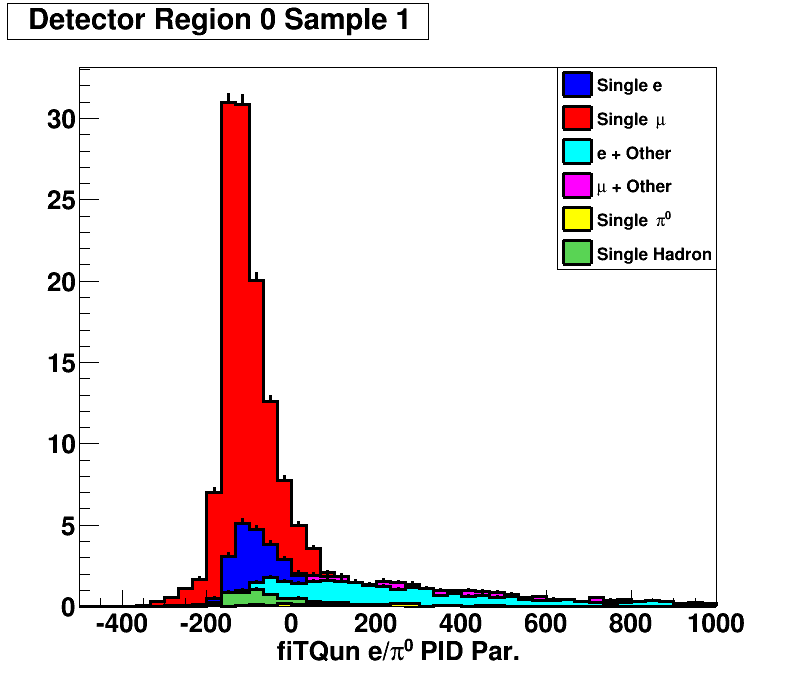 Detector Region 0 Sample 1
Single e
Single μ
e + Other
μ + Other
Single π⁰
Single Hadron
30
25
20
15
10
5
0
-400 -200 0 200 400 600 800 1000
fiTQun e/π⁰ PID Par.